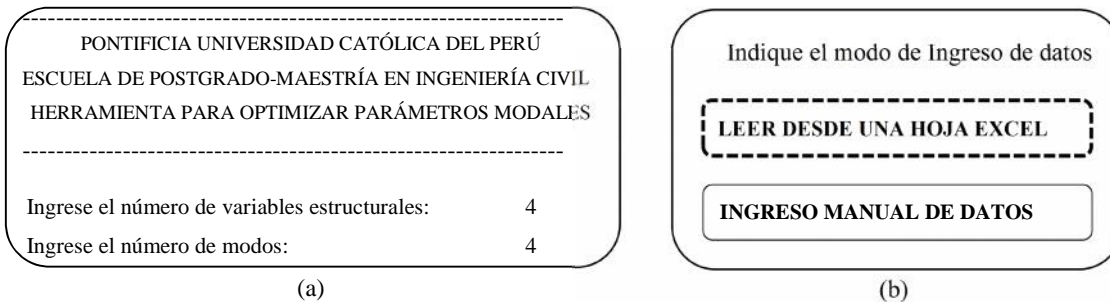 PONTIFICIA UNIVERSIDAD CATÓLICA DEL PERÚ
ESCUELA DE POSTGRADO-MAESTRÍA EN INGENIERÍA CIVIL
HERRAMIENTA PARA OPTIMIZAR PARÁMETROS MODALES
Ingrese el número de variables estructurales: 4
Ingrese el número de modos: 4
(a)
Indique el modo de Ingreso de datos
LEER DESDE UNA HOJA EXCEL
INGRESO MANUAL DE DATOS
(b)